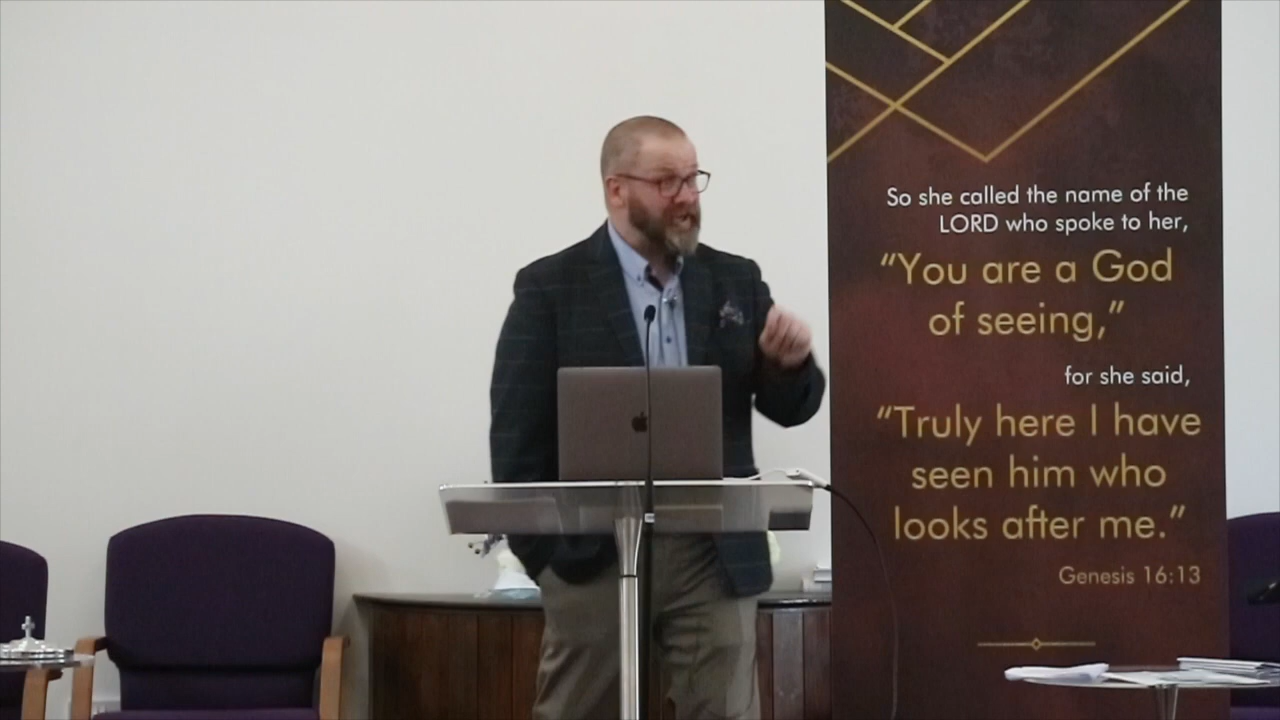 So she called the name of the
LORD who spoke to her,
“You are a God
of seeing,”
for she said,
“Truly here I have
seen him who
looks after me.”
Genesis 16:13